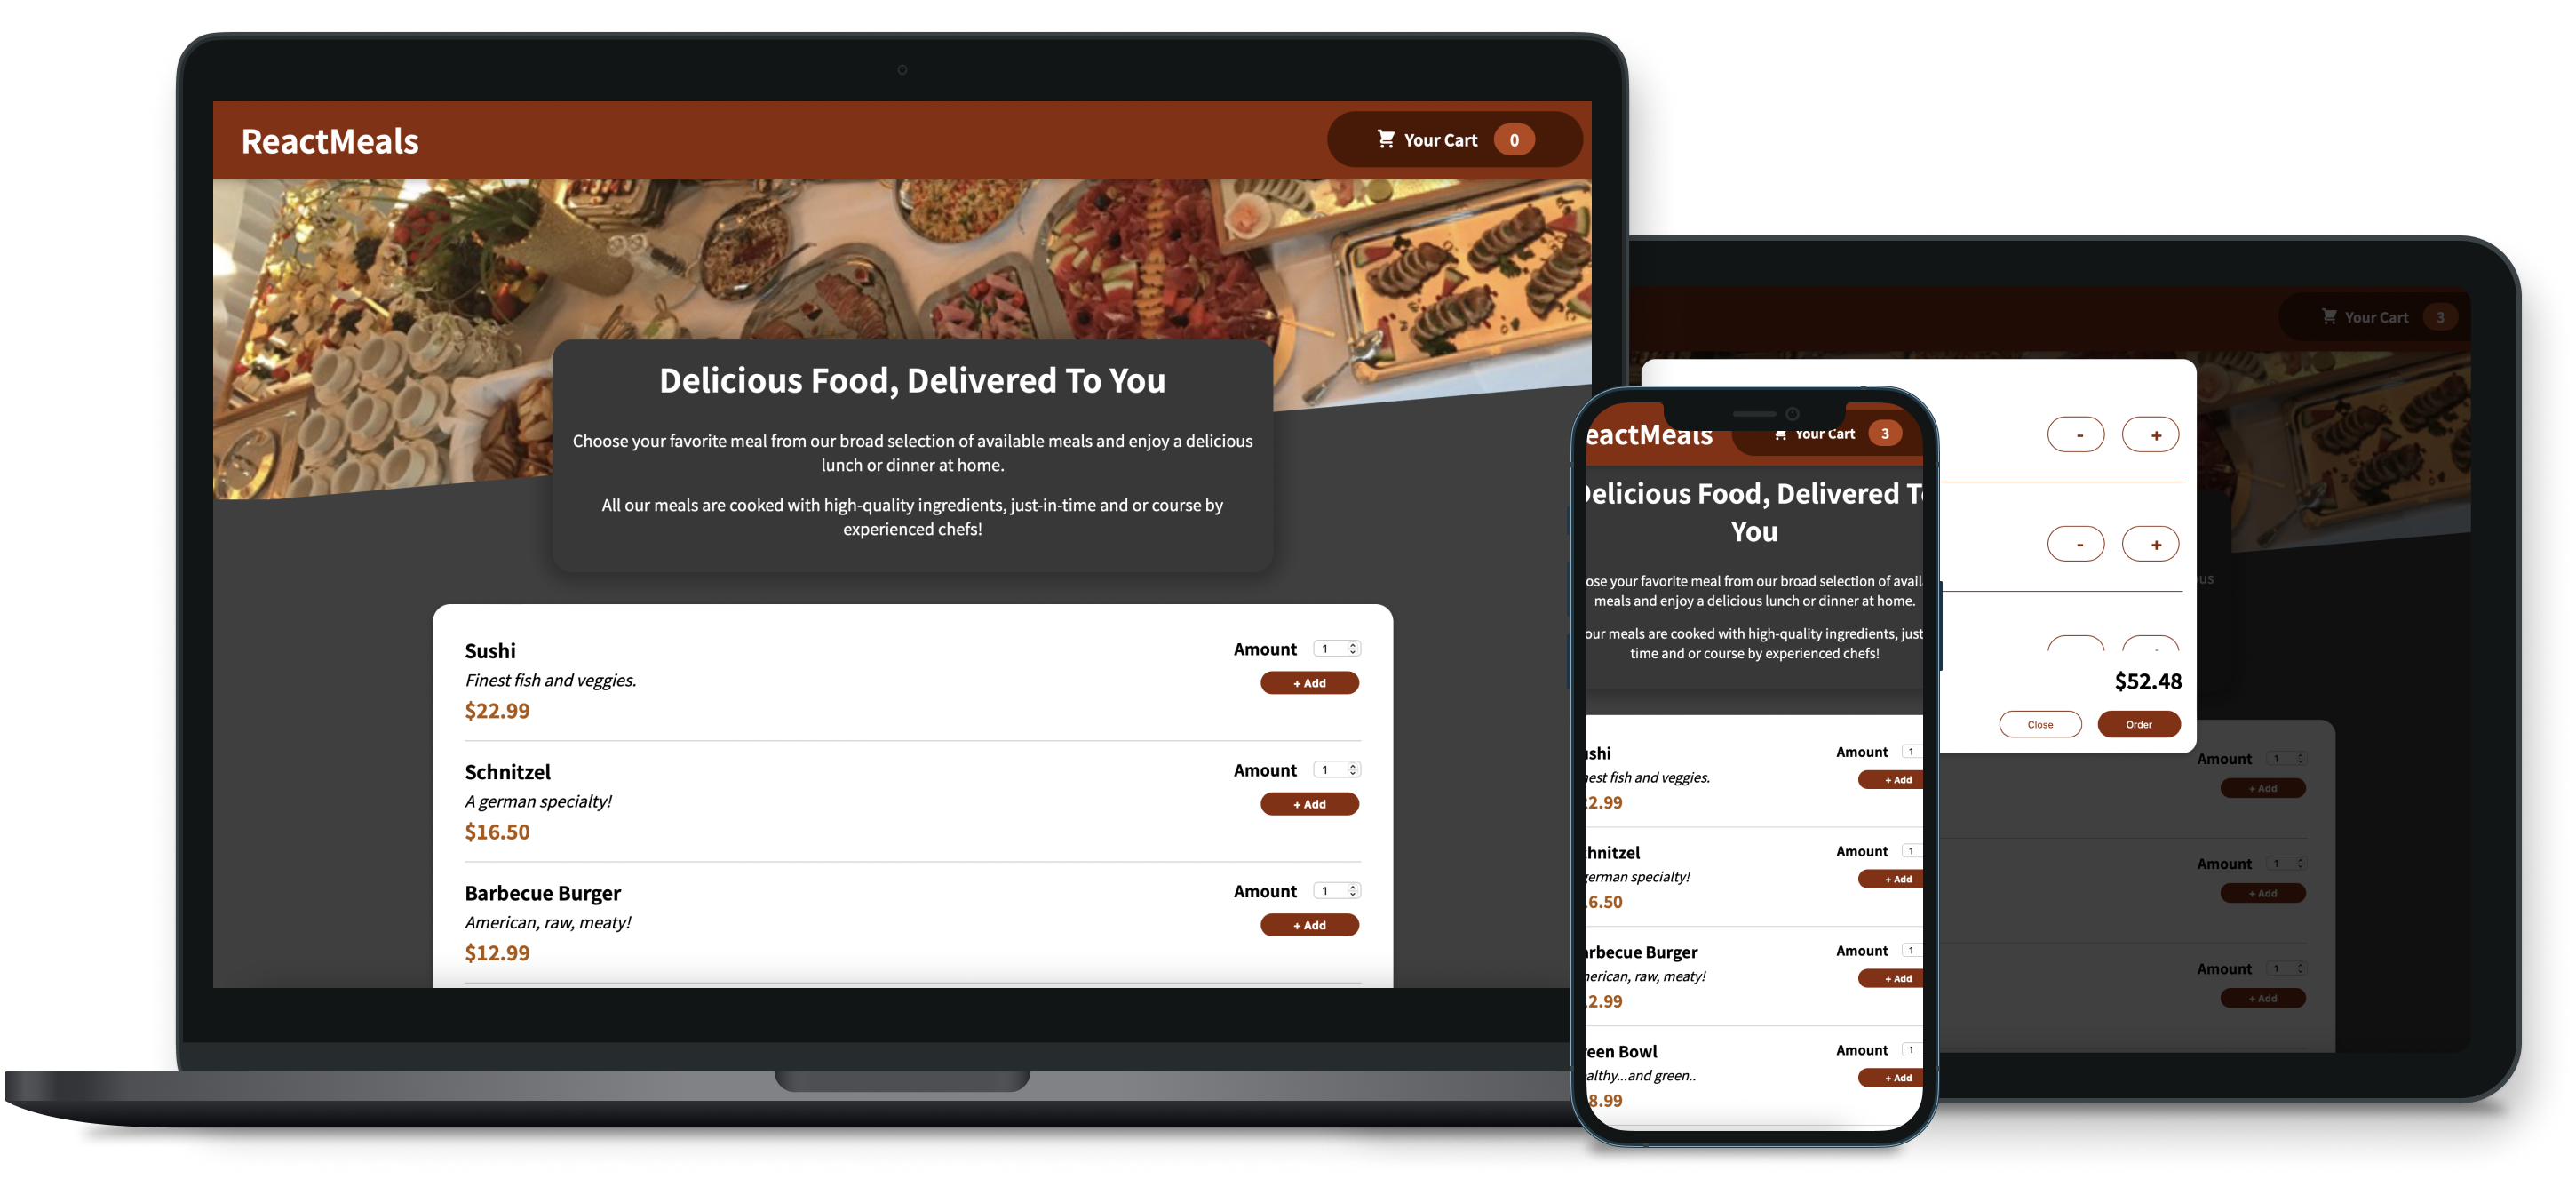 ReactMeals
Your Cart 0
Delicious Food, Delivered To You
Choose your favorite meal from our broad selection of available meals and enjoy a delicious
lunch or dinner at home.
All our meals are cooked with high-quality ingredients, just-in-time and or course by
experienced chefs!
Sushi
Amount 1
Finest fish and veggies.
+ Add
$22.99
Schnitzel
Amount 1
A german specialty!
+ Add
$16.50
Barbecue Burger
Amount 1
American, raw, meaty!
+ Add
$12.99
eactMeals
Your Cart 3
elicious Food, Delivered T
You
ose your favorite meal from our broad selection of avail
meals and enjoy a delicious lunch or dinner at home.
our meals are cooked with high-quality ingredients, just
time and or course by experienced chefs!
shi
Amount 1
nest fish and veggies.
+ Add
2.99
hnitzel
Amount 1
german specialty!
+ Add
6.50
rbecue Burger
Amount 1
nerican, raw, meaty!
+ Add
2.99
een Bowl
Amount 1
althy...and green..
+ Add
8.99
Your Cart 3
- +
- +
ous
$52.48
Close Order
Amount 1
+ Add
Amount 1
+ Add
Amount 1
+ Add